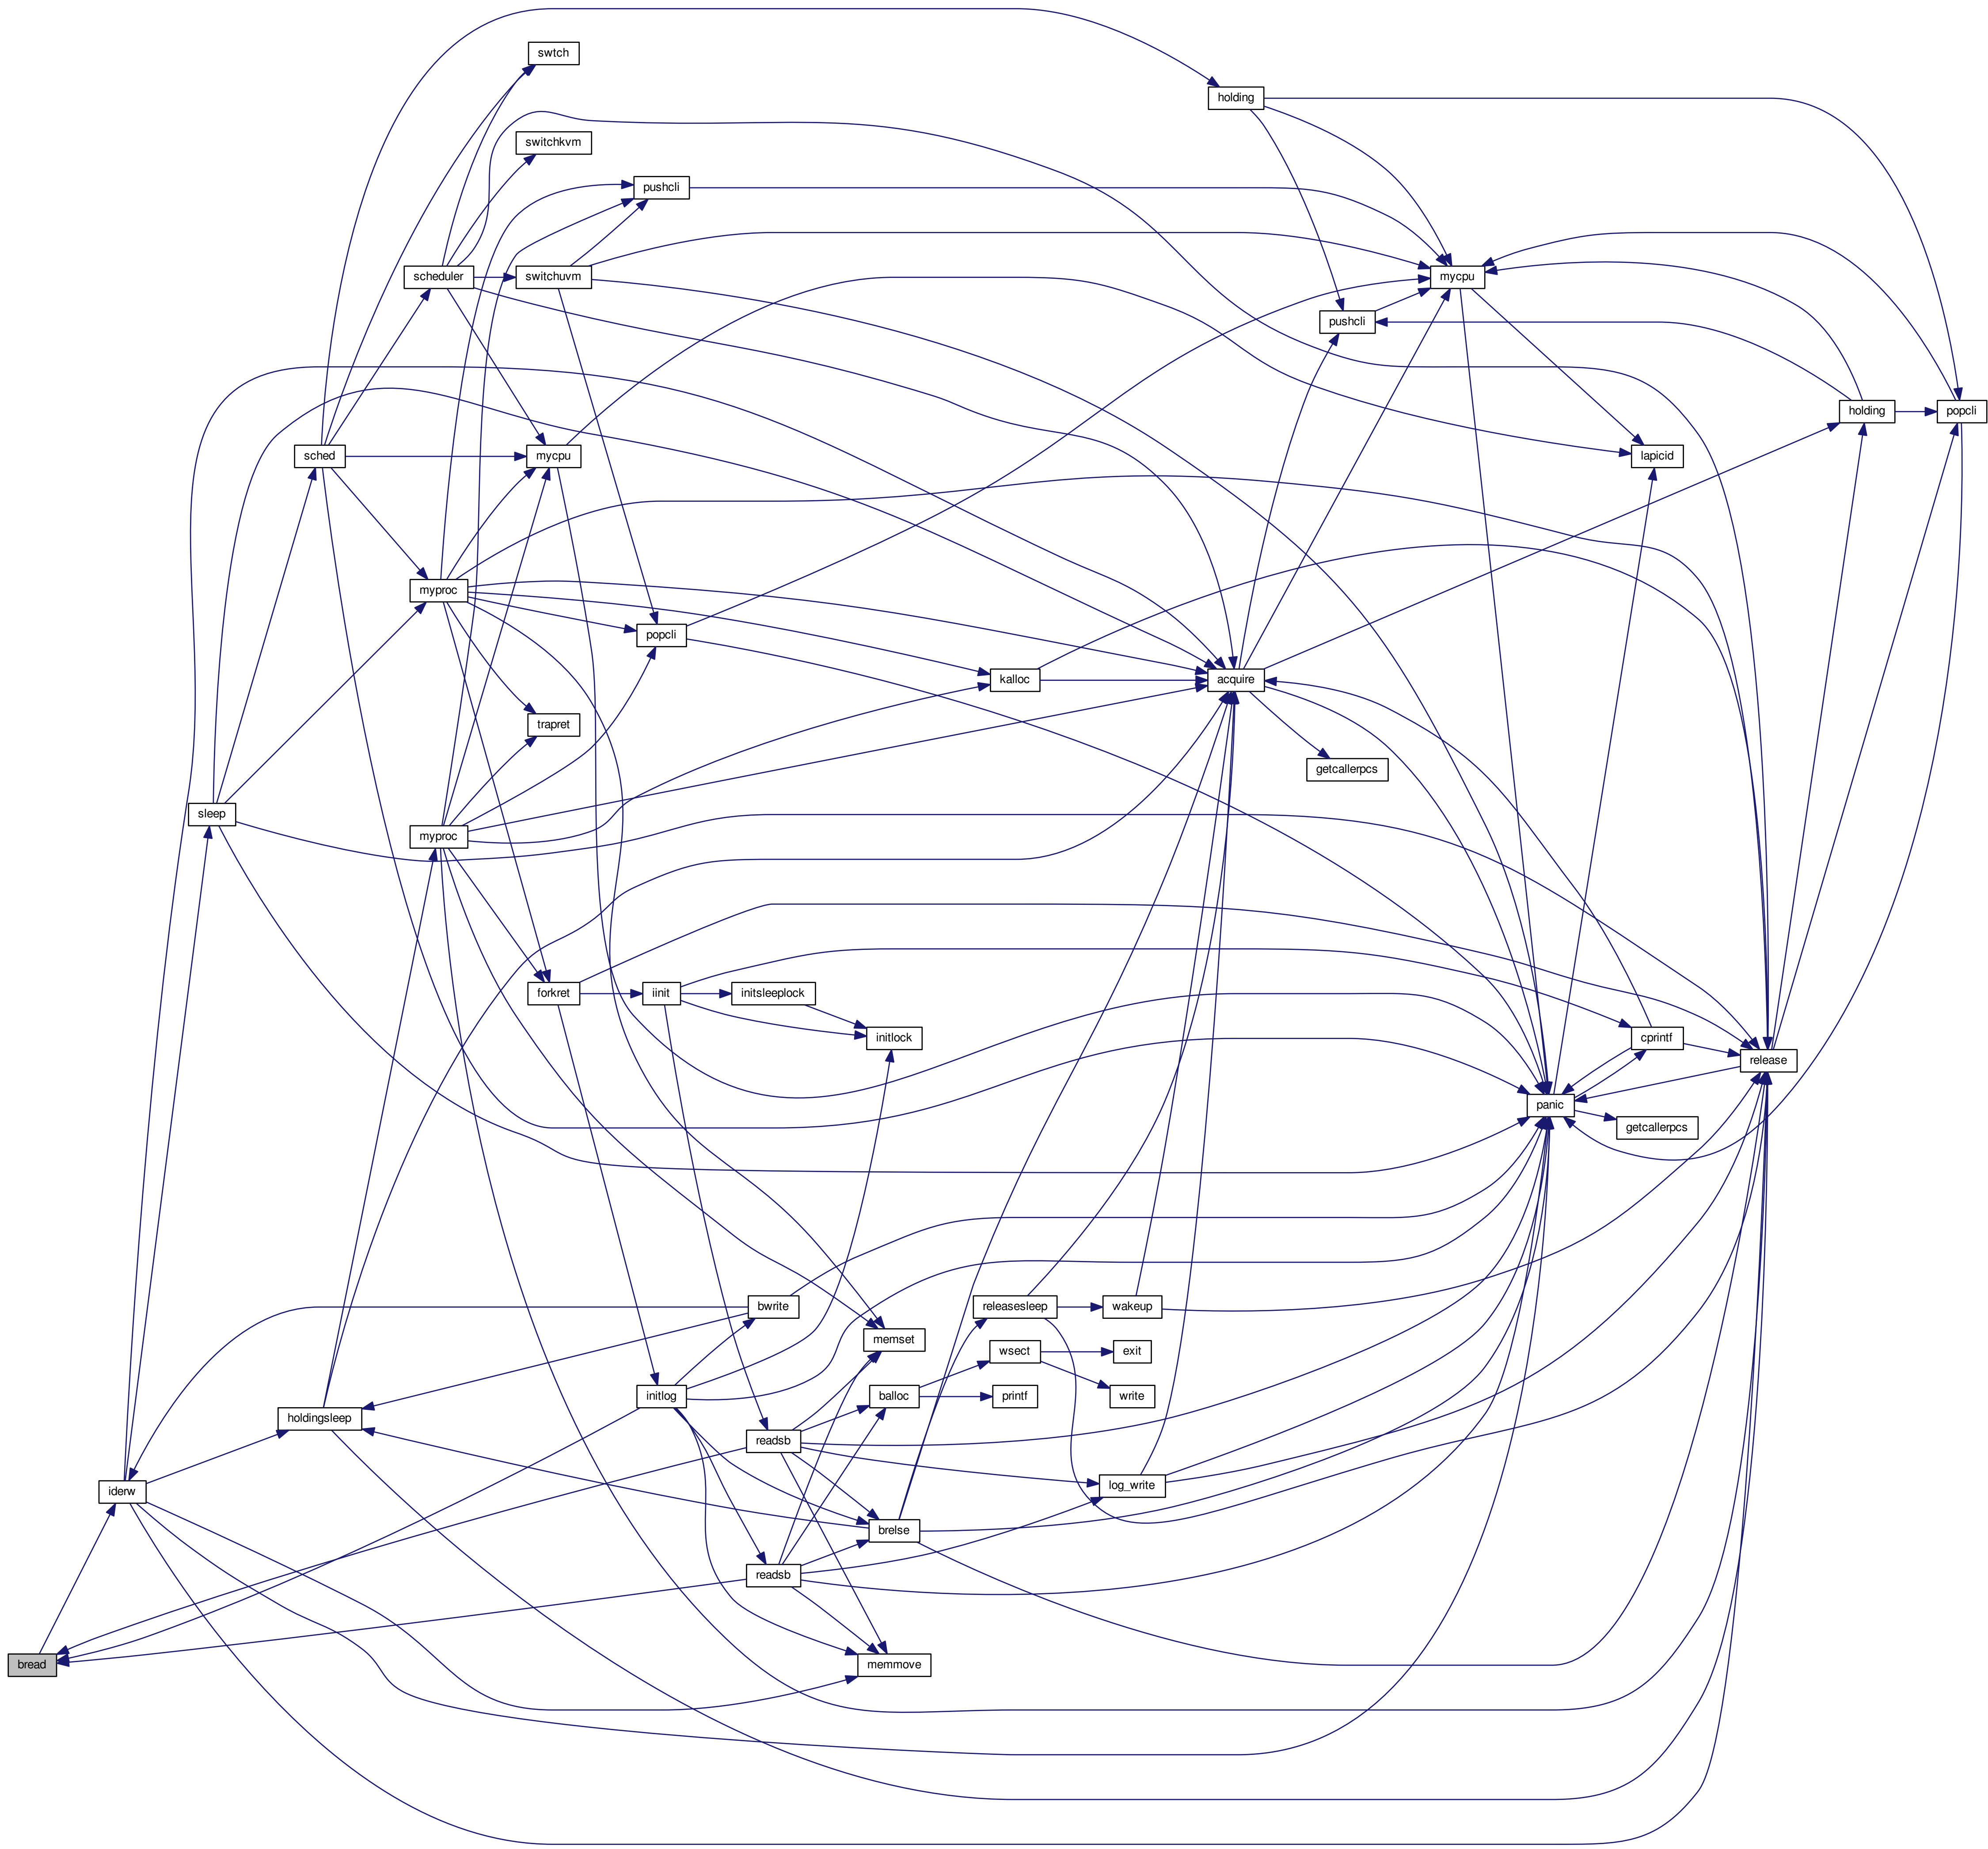 swtch
holding
switchkvm
pushcli
scheduler
switchuvm
mycpu
pushcli
holding
popcli
sched
mycpu
lapicid
myproc
popcli
kalloc
acquire
trapret
getcallerpcs
sleep
myproc
forkret
iinit
initsleeplock
initlock
cprintf
release
panic
getcallerpcs
bwrite
releasesleep
wakeup
memset
wsect
exit
initlog
balloc
printf
write
holdingsleep
readsb
log_write
iderw
brelse
readsb
bread
memmove